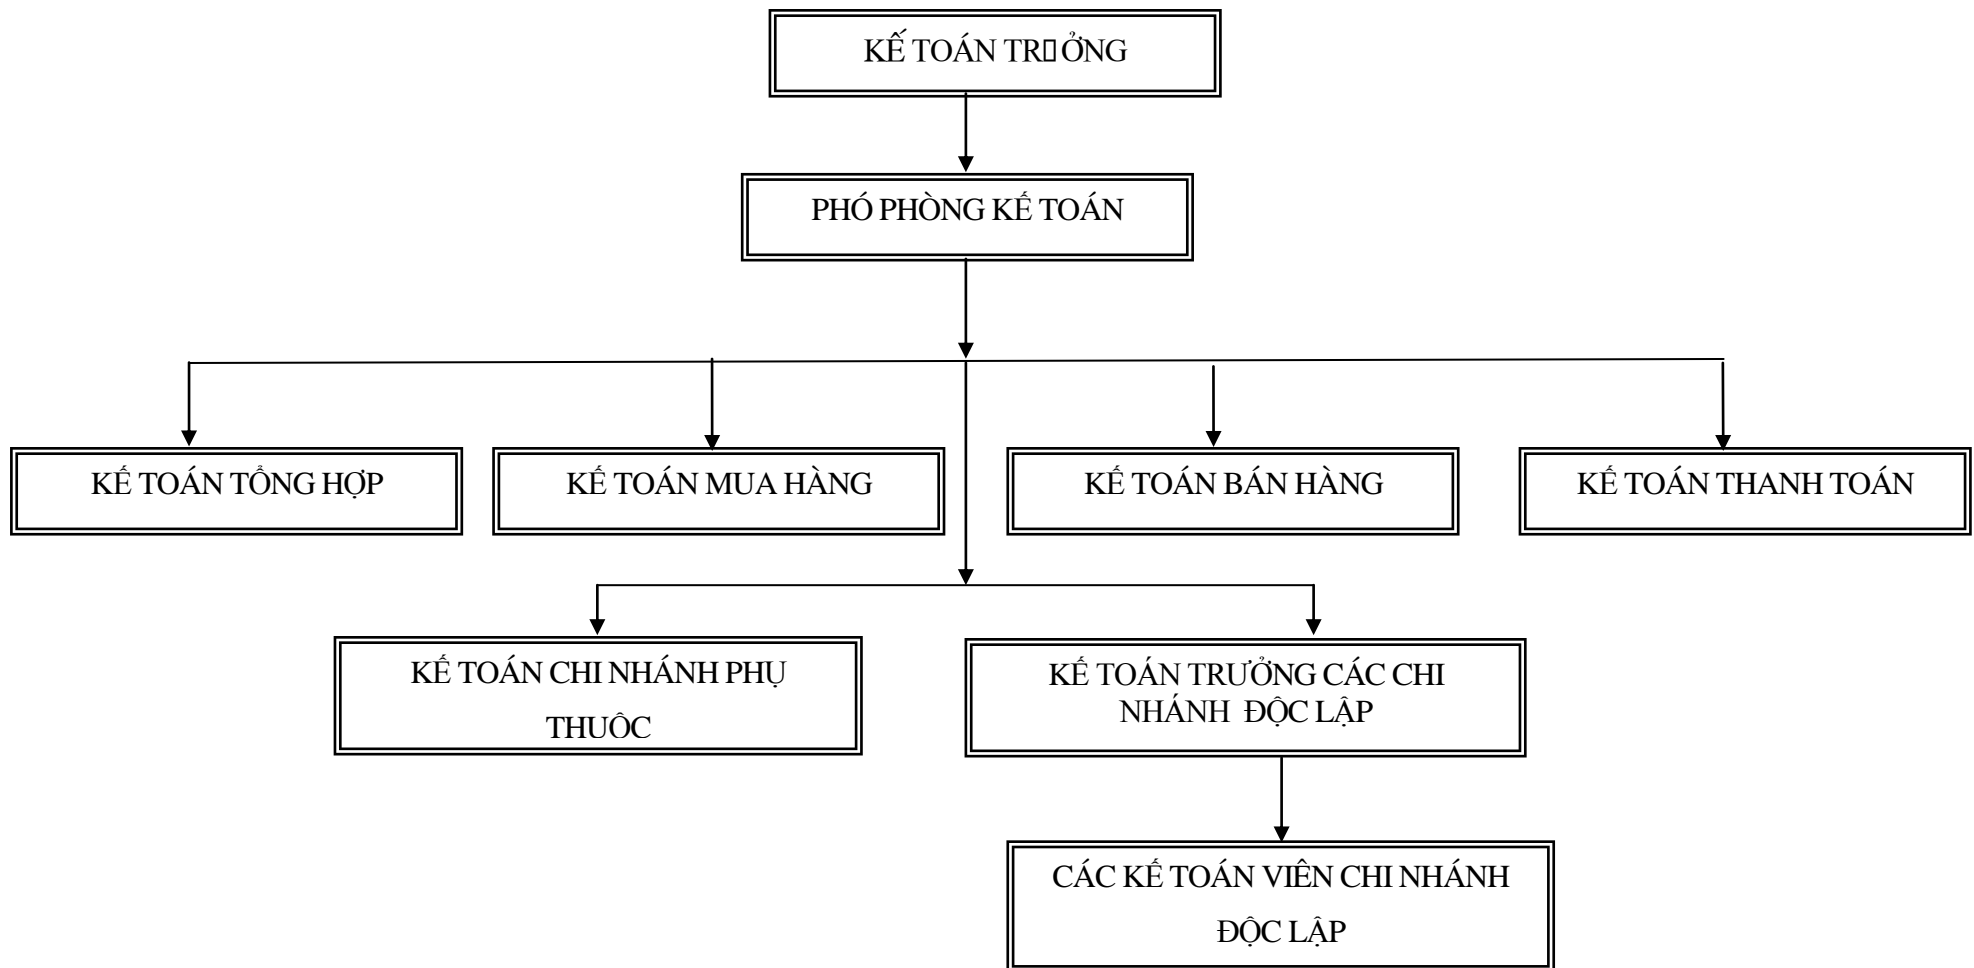 KẾ TOÁN TR▯ỞNG
PHÓ PHÒNG KẾ TOÁN
KẾ TOÁN TỔNG HỢP
KẾ TOÁN MUA HÀNG
KẾ TOÁN BÁN HÀNG
KẾ TOÁN THANH TOÁN
KẾ TOÁN CHI NHÁNH PHỤ
THUÔC
KẾ TOÁN TRƯỞNG CÁC CHI
NHÁNH ĐỘC LẬP
CÁC KẾ TOÁN VIÊN CHI NHÁNH
ĐỘC LẬP